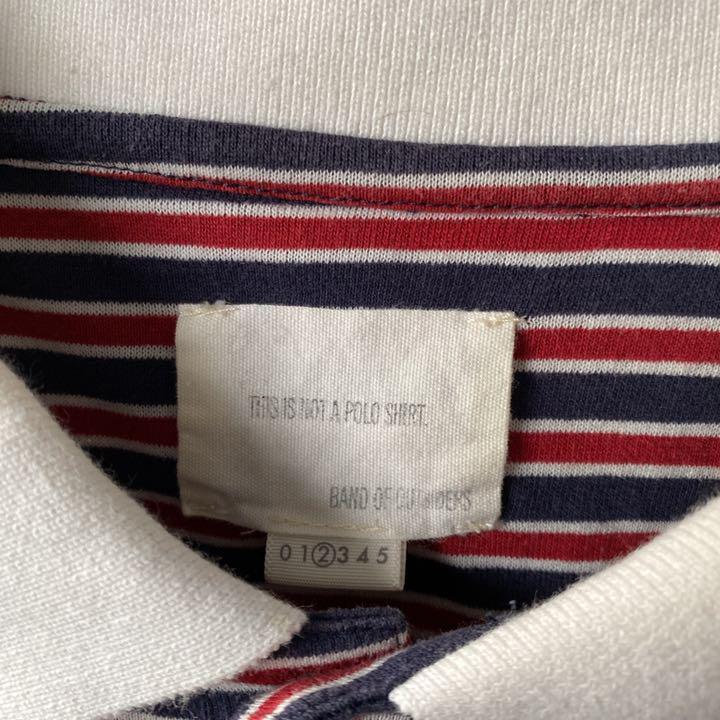 THIS IS NOT A POLO SHIRT.
BAND OF OUTSIDERS
0 1 2 3 4 5